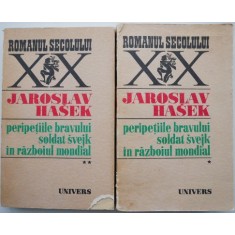 ROMANUL SECOLULUI
XX
JAROSLAV
HAŠEK
peripețiile bravului
soldat švejk
în războiul mondial
**
UNIVERS
ROMANUL SECOLULUI
XX
JAROSLAV
HAŠEK
peripețiile bravului
soldat švejk
în războiul mondial
*
UNIVERS